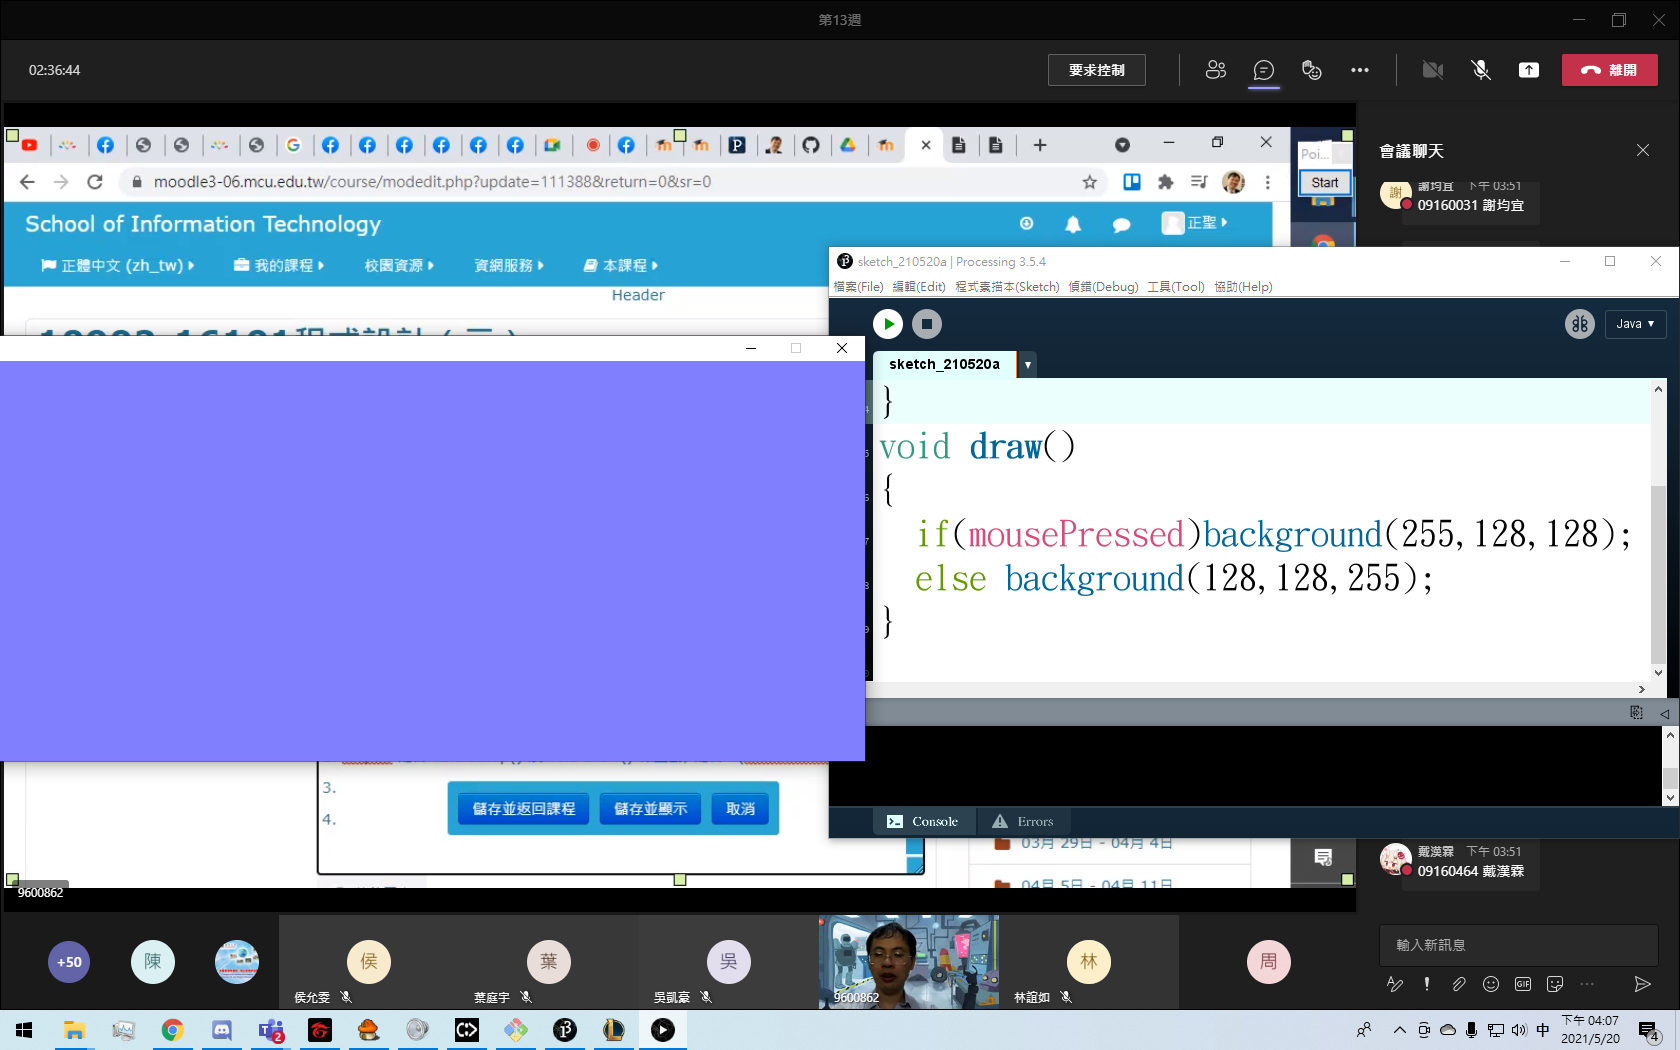 第13週
02:36:44
要求控制
離開
moodle3-06.mcu.edu.tw/course/modedit.php?update=111388&return=0&sr=0
Poi...
Start
School of Information Technology
正聖
正體中文 (zh_tw)
我的課程
校園資源
資網服務
本課程
Header
會議聊天
謝
謝均宜 下午 03:51
09160031 謝均宜
sketch_210520a | Processing 3.5.4
檔案(File) 編輯(Edit) 程式素描本(Sketch) 偵錯(Debug) 工具(Tool) 協助(Help)
Java
sketch_210520a
}
void draw()
{
if(mousePressed)background(255,128,128);
else background(128,128,255);
}
3.
4.
儲存並返回課程
儲存並顯示
取消
Console
Errors
03月 29日 - 04月 4日
04月 5日 - 04月 11日
戴漢霖 下午 03:51
09160464 戴漢霖
9600862
+50
陳
侯
侯允雯
葉
葉庭宇
吳
吳凱豪
9600862
林
林誼如
周
輸入新訊息
GIF
中
下午 04:07
2021/5/20
2
4